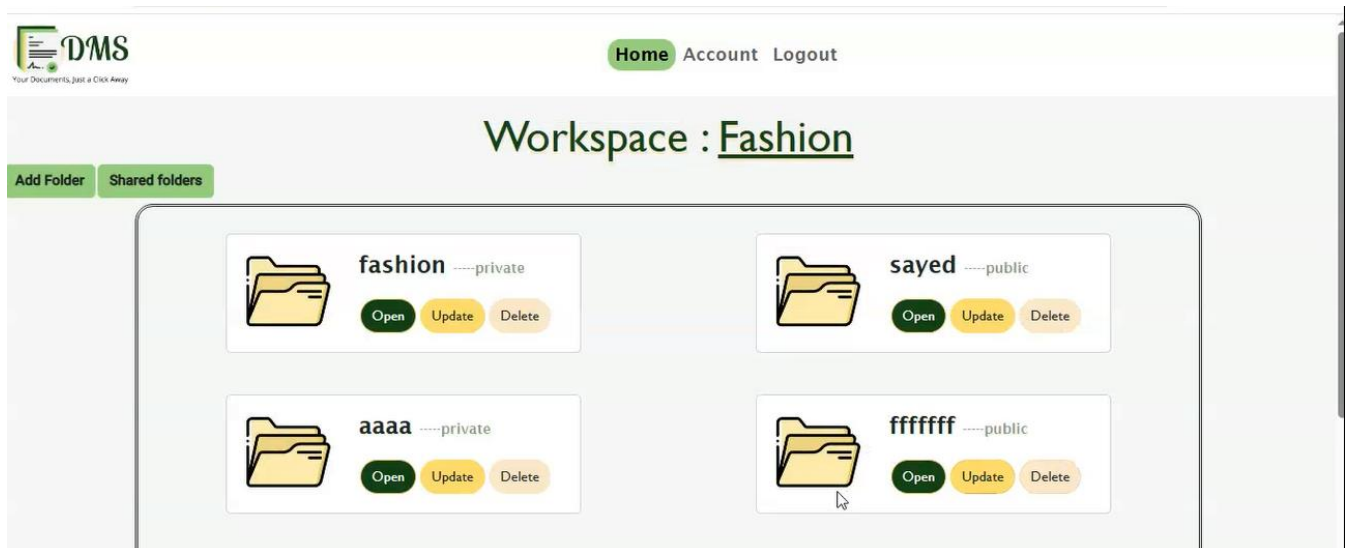 DMS
Your Documents, Just a Click Away
Home Account Logout
Workspace : Fashion
Add Folder Shared folders
fashion -----private
Open Update Delete
sayed -----public
Open Update Delete
aaaa -----private
Open Update Delete
fffffff -----public
Open Update Delete